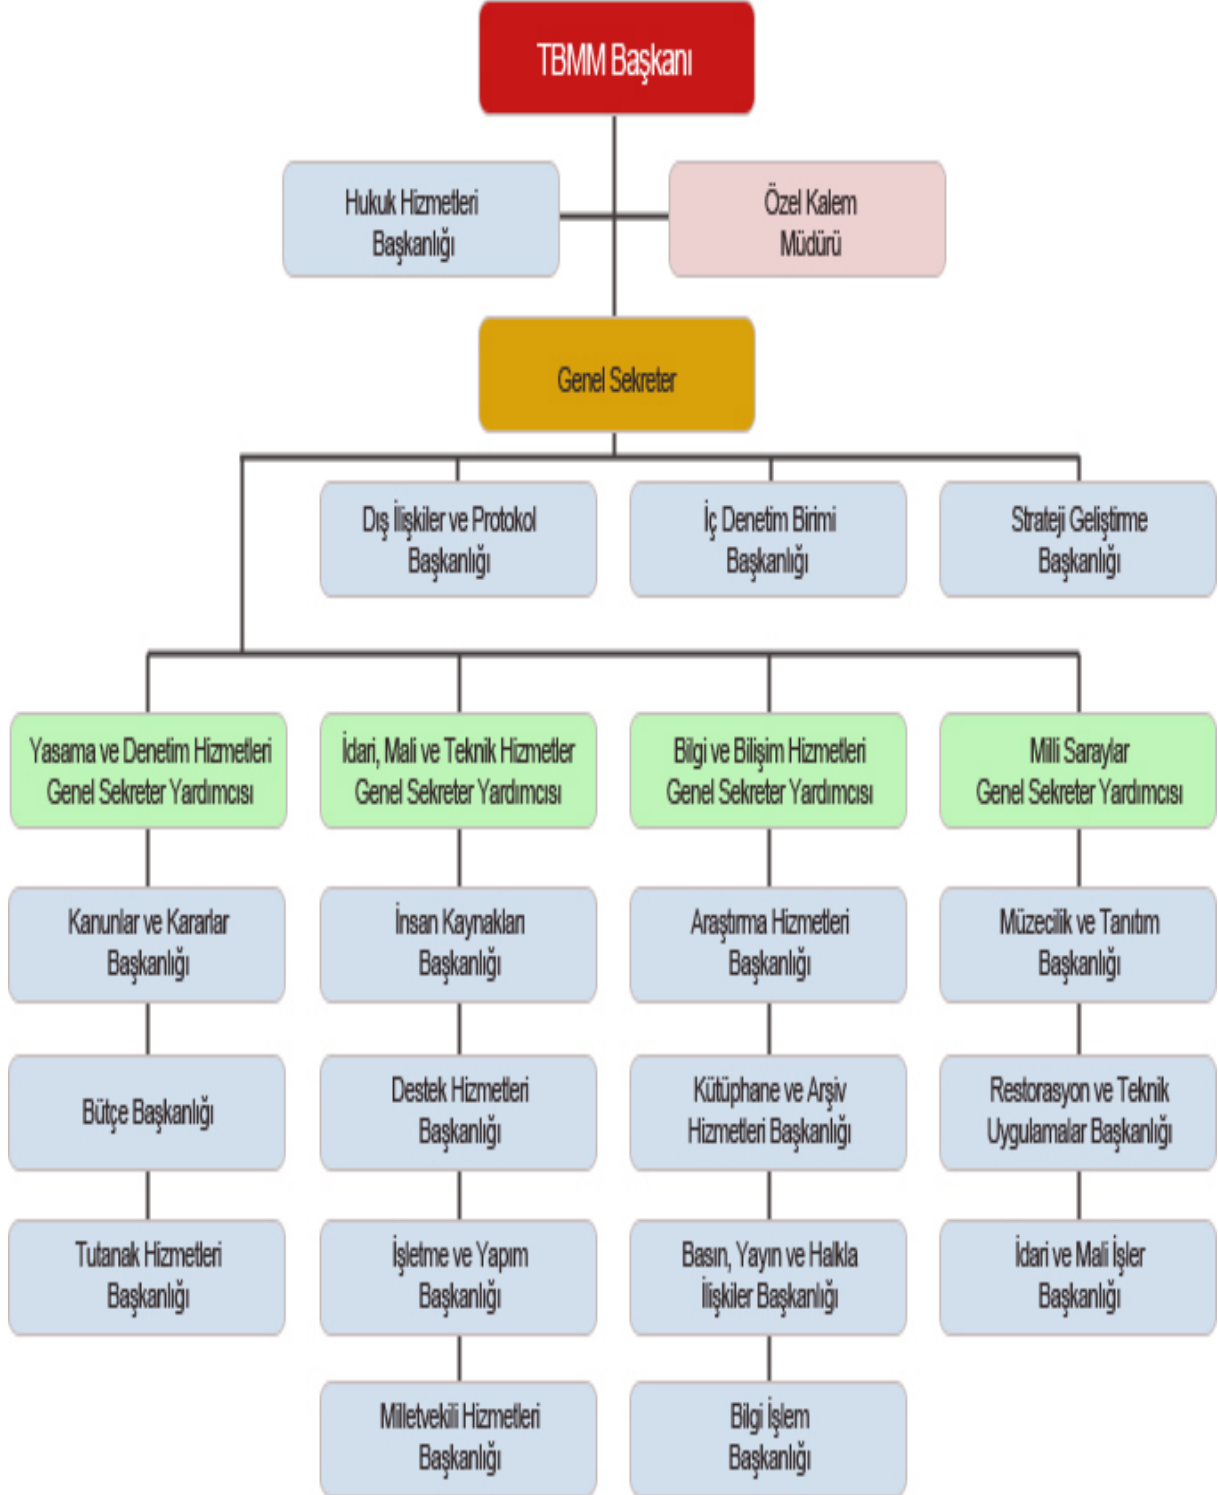 TBMM Başkanı
Hukuk Hizmetleri
Başkanlığı
Özel Kalem
Müdürü
Genel Sekreter
Dış İlişkiler ve Protokol
Başkanlığı
İç Denetim Birimi
Başkanlığı
Strateji Geliştirme
Başkanlığı
Yasama ve Denetim Hizmetleri
Genel Sekreter Yardımcısı
İdari, Mali ve Teknik Hizmetler
Genel Sekreter Yardımcısı
Bilgi ve Bilişim Hizmetleri
Genel Sekreter Yardımcısı
Milli Saraylar
Genel Sekreter Yardımcısı
Kanunlar ve Kararlar
Başkanlığı
İnsan Kaynakları
Başkanlığı
Araştırma Hizmetleri
Başkanlığı
Müzecilik ve Tanıtım
Başkanlığı
Bütçe Başkanlığı
Destek Hizmetleri
Başkanlığı
Kütüphane ve Arşiv
Hizmetleri Başkanlığı
Restorasyon ve Teknik
Uygulamalar Başkanlığı
Tutanak Hizmetleri
Başkanlığı
İşletme ve Yapım
Başkanlığı
Basın, Yayın ve Halkla
İlişkiler Başkanlığı
İdari ve Mali İşler
Başkanlığı
Milletvekili Hizmetleri
Başkanlığı
Bilgi İşlem
Başkanlığı